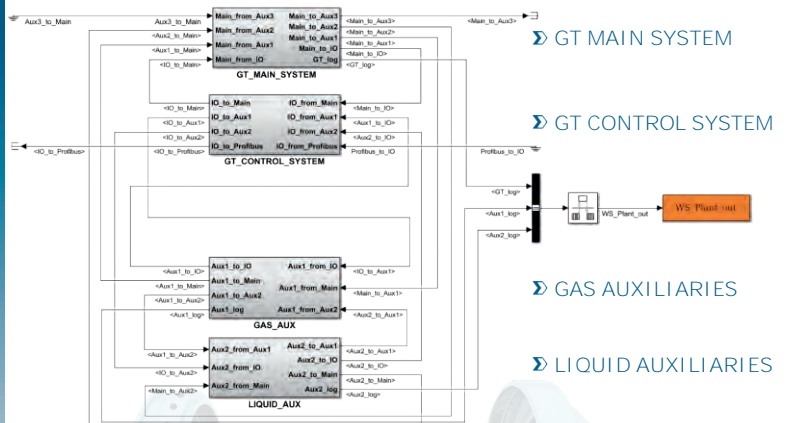 Aux3_to_Main
Aux3_to_Main
<Aux2_to_Main>
<Aux1_to_Main>
<IO_to_Main>
Main_from_Aux3
Main_from_Aux2
Main_from_Aux1
Main_from_IO
Main_to_Aux3
Main_to_Aux2
Main_to_Aux1
Main_to_IO
GT_log
GT_MAIN_SYSTEM
<Main_to_Aux3>
<Main_to_Aux2>
<Main_to_Aux1>
<Main_to_IO>
<GT_log>
<Main_to_Aux3>
GT MAIN SYSTEM
<IO_to_Main>
<IO_to_Aux1>
<IO_to_Aux2>
<IO_to_Profibus>
<IO_to_Profibus>
IO_to_Main
IO_to_Aux1
IO_to_Aux2
IO_to_Profibus
IO_from_Main
IO_from_Aux1
IO_from_Aux2
IO_from_Profibus
GT_CONTROL_SYSTEM
<Main_to_IO>
<Aux1_to_IO>
<Aux2_to_IO>
Profibus_to_IO
Profibus_to_IO
GT CONTROL SYSTEM
<GT_log>
<Aux1_log>
<Aux2_log>
WS_Plant_out
WS_Plant_out
<Aux1_to_IO>
<Aux1_to_Main>
<Aux1_to_Aux2>
<Aux1_log>
Aux1_to_IO
Aux1_to_Main
Aux1_to_Aux2
Aux1_log
Aux1_from_IO
Aux1_from_Main
Aux1_from_Aux2
GAS_AUX
<IO_to_Aux1>
<Main_to_Aux1>
<Aux2_to_Aux1>
GAS AUXILIARIES
<Aux1_to_Aux2>
<IO_to_Aux2>
<Main_to_Aux2>
Aux2_from_Aux1
Aux2_from_IO
Aux2_from_Main
Aux2_to_Aux1
Aux2_to_IO
Aux2_to_Main
Aux2_log
LIQUID_AUX
<Aux2_to_Aux1>
<Aux2_to_IO>
<Aux2_to_Main>
<Aux2_log>
LIQUID AUXILIARIES